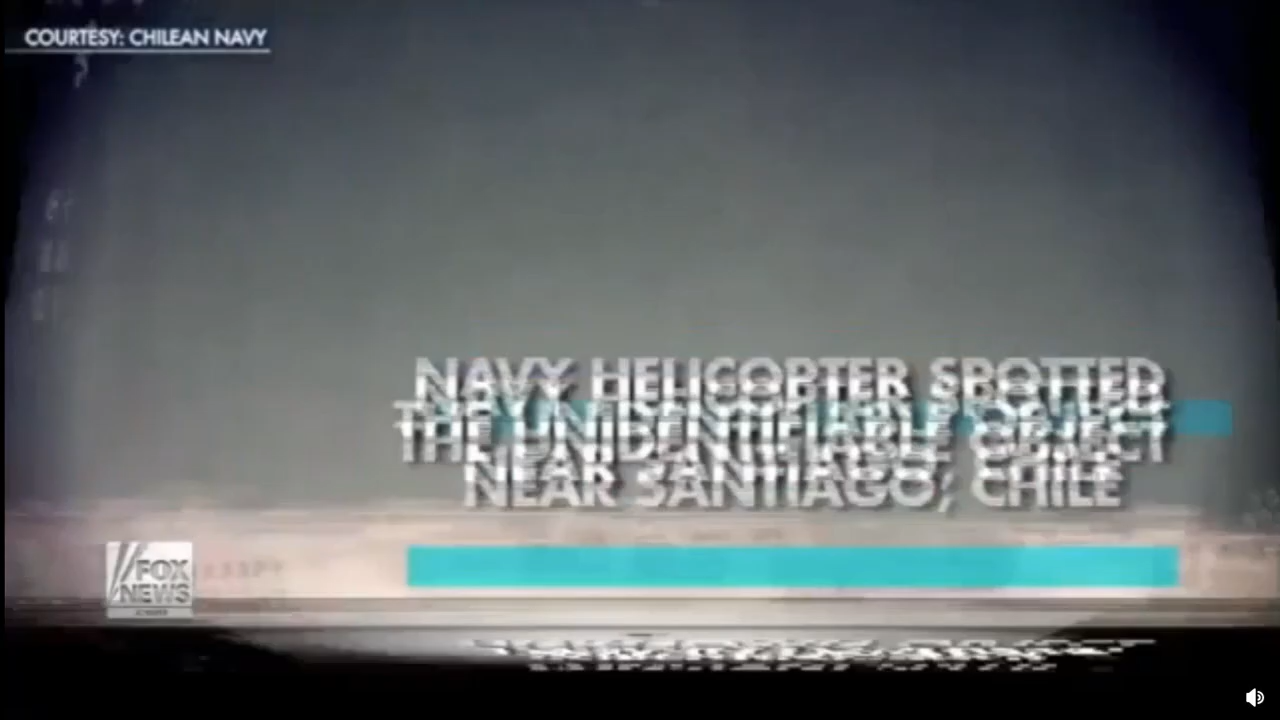 COURTESY: CHILEAN NAVY
NAVY HELICOPTER SPOTTED
THE UNIDENTIFIABLE OBJECT
NEAR SANTIAGO, CHILE
FOX
NEWS